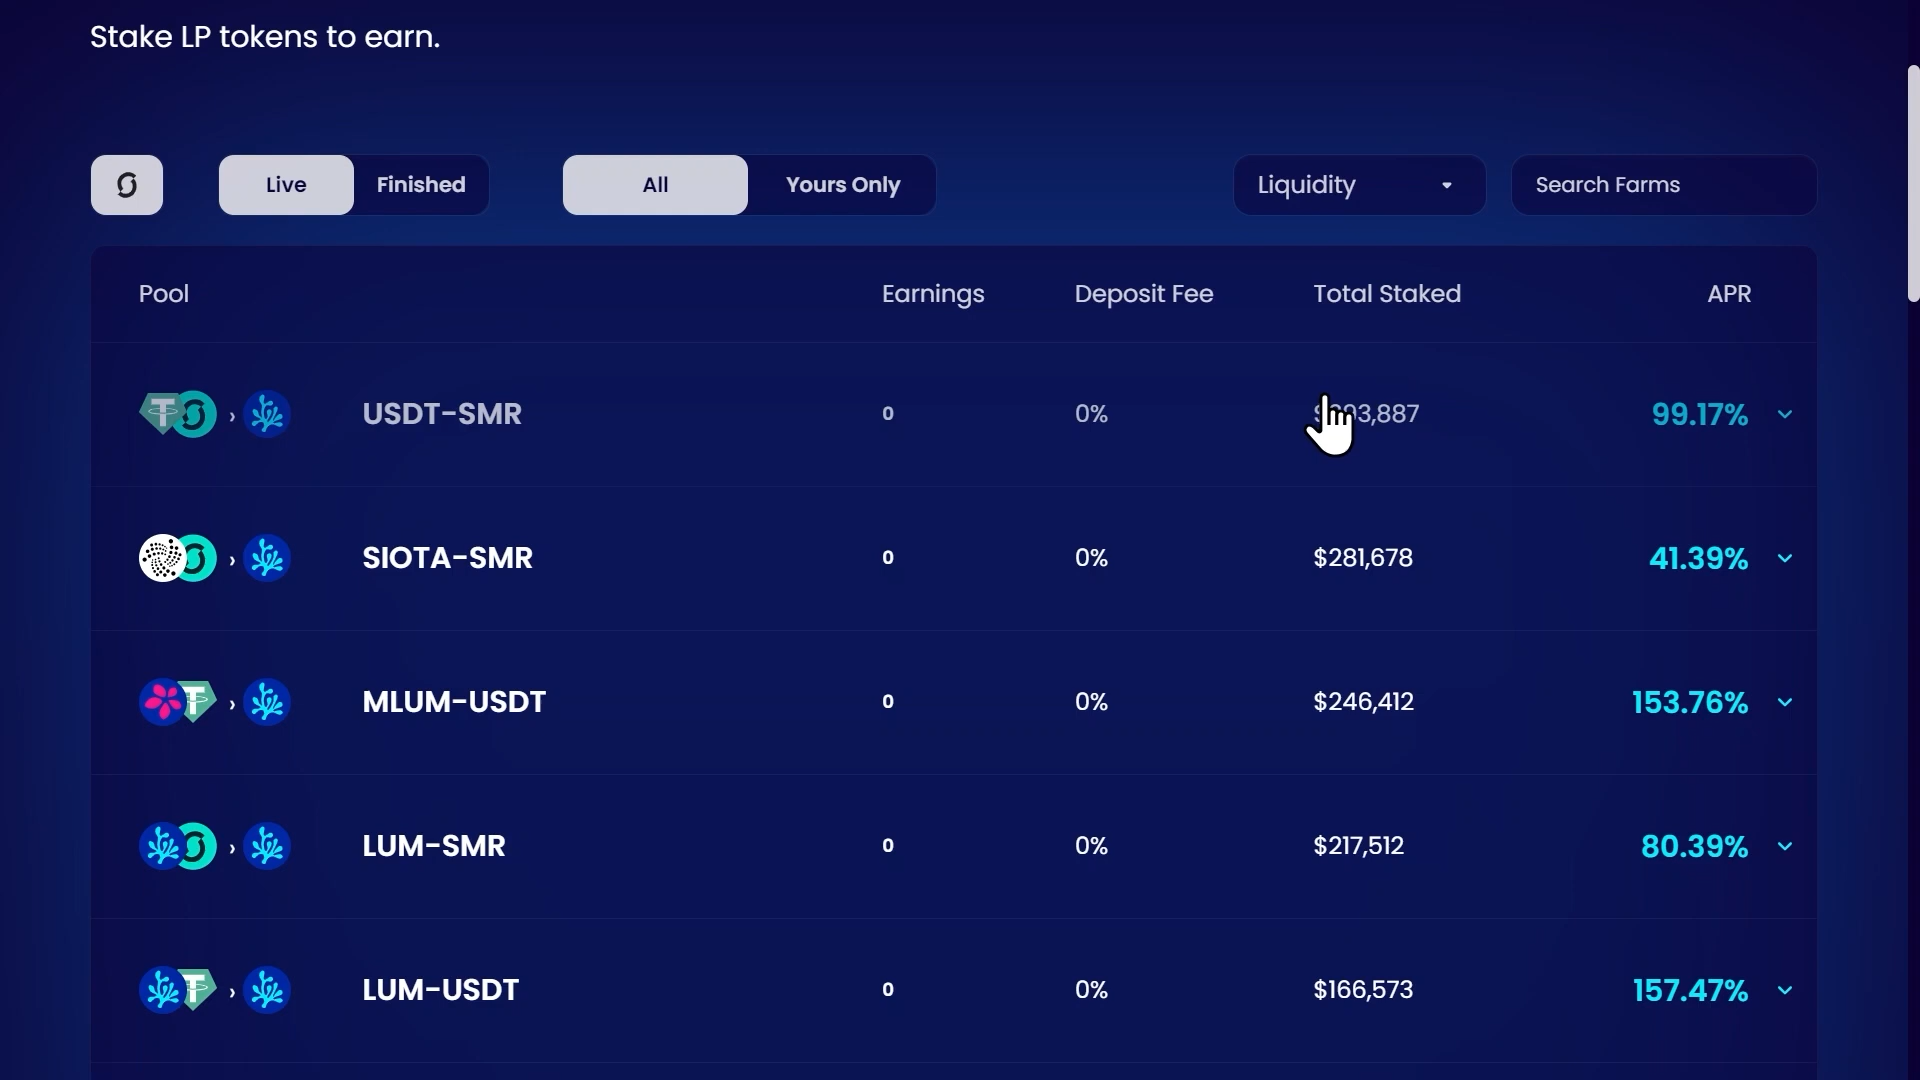 Stake LP tokens to earn.
Live Finished All Yours Only Liquidity Search Farms
Pool Earnings Deposit Fee Total Staked APR
USDT-SMR 0 0% 99.17%
SIOTA-SMR 0 0% $281,678 41.39%
MLUM-USDT 0 0% $246,412 153.76%
LUM-SMR 0 0% $217,512 80.39%
LUM-USDT 0 0% $166,573 157.47%